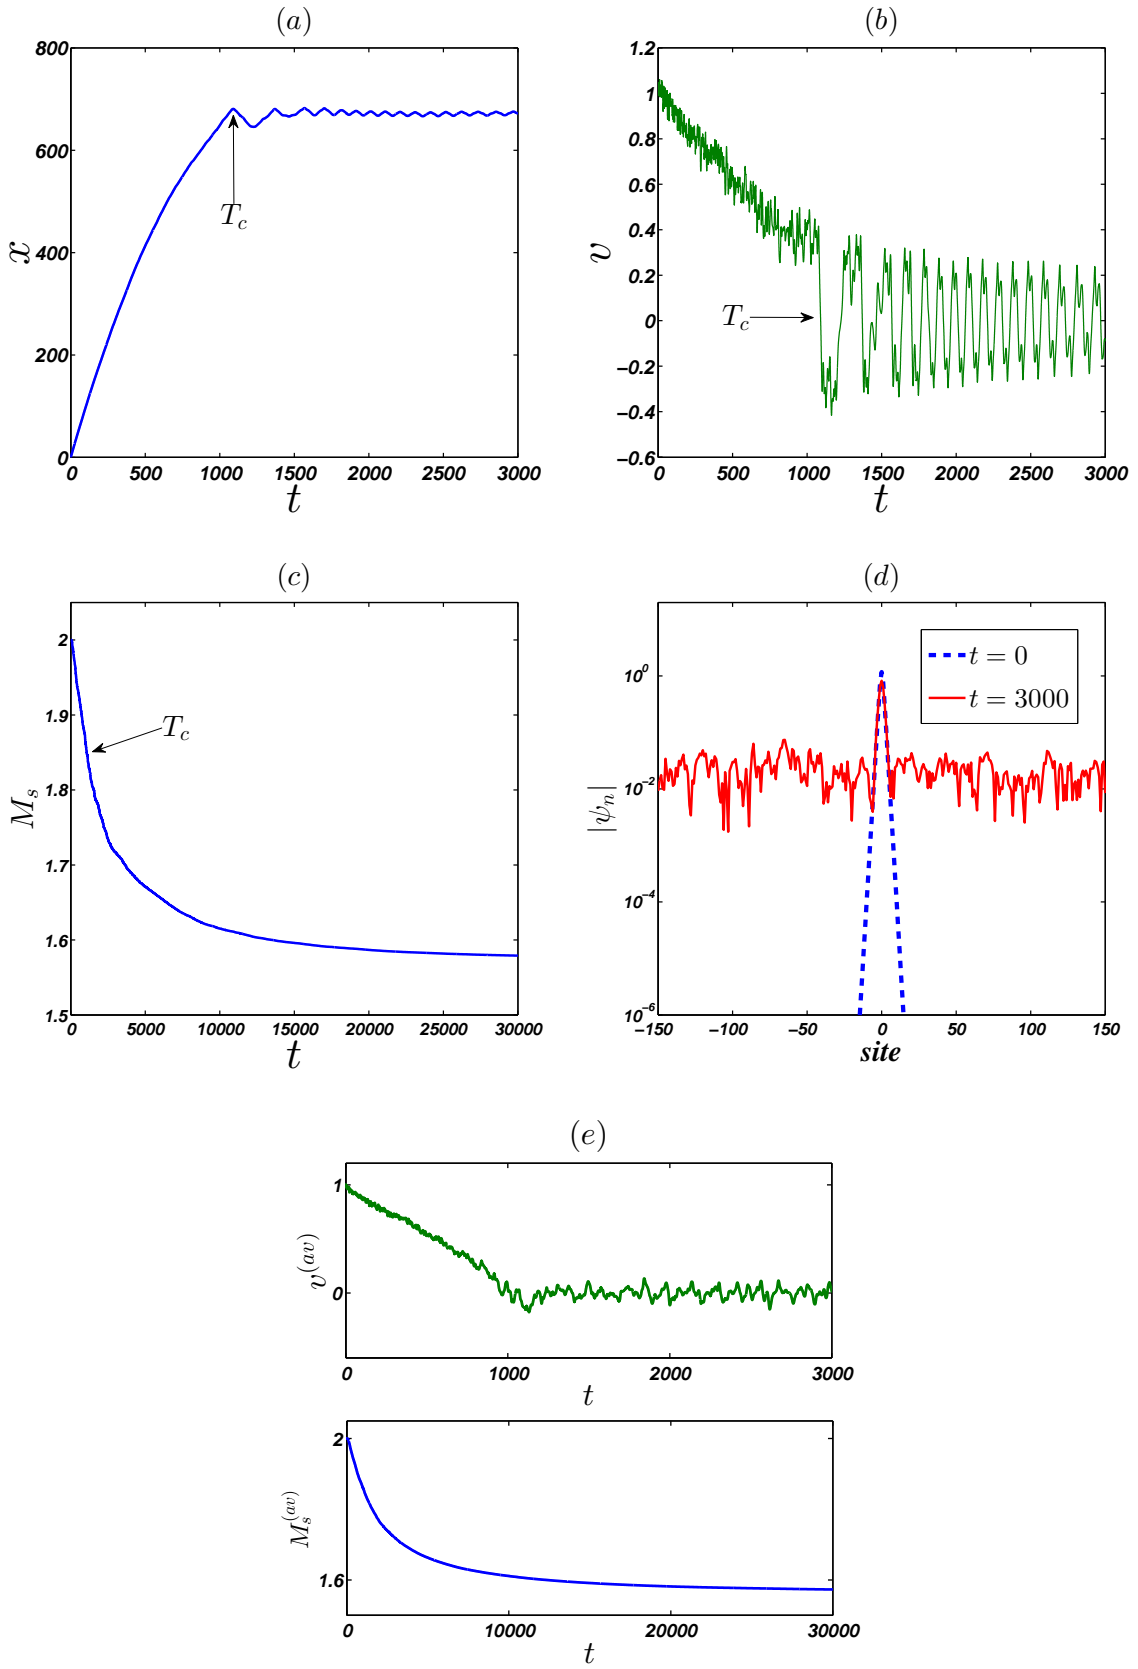 (a)
800
600
400
200
0
x
T_c
0 500 1000 1500 2000 2500 3000
t
(b)
1.2
1
0.8
0.6
0.4
0.2
0
−0.2
−0.4
−0.6
v
T_c
0 500 1000 1500 2000 2500 3000
t
(c)
2
1.9
1.8
1.7
1.6
1.5
M_s
T_c
0 5000 10000 15000 20000 25000 30000
t
(d)
10^0
10^−2
10^−4
10^−6
|ψ_n|
t = 0
t = 3000
−150 −100 −50 0 50 100 150
site
(e)
1
0
v^(av)
0 1000 2000 3000
t
2
1.6
M_s^(av)
0 10000 20000 30000
t